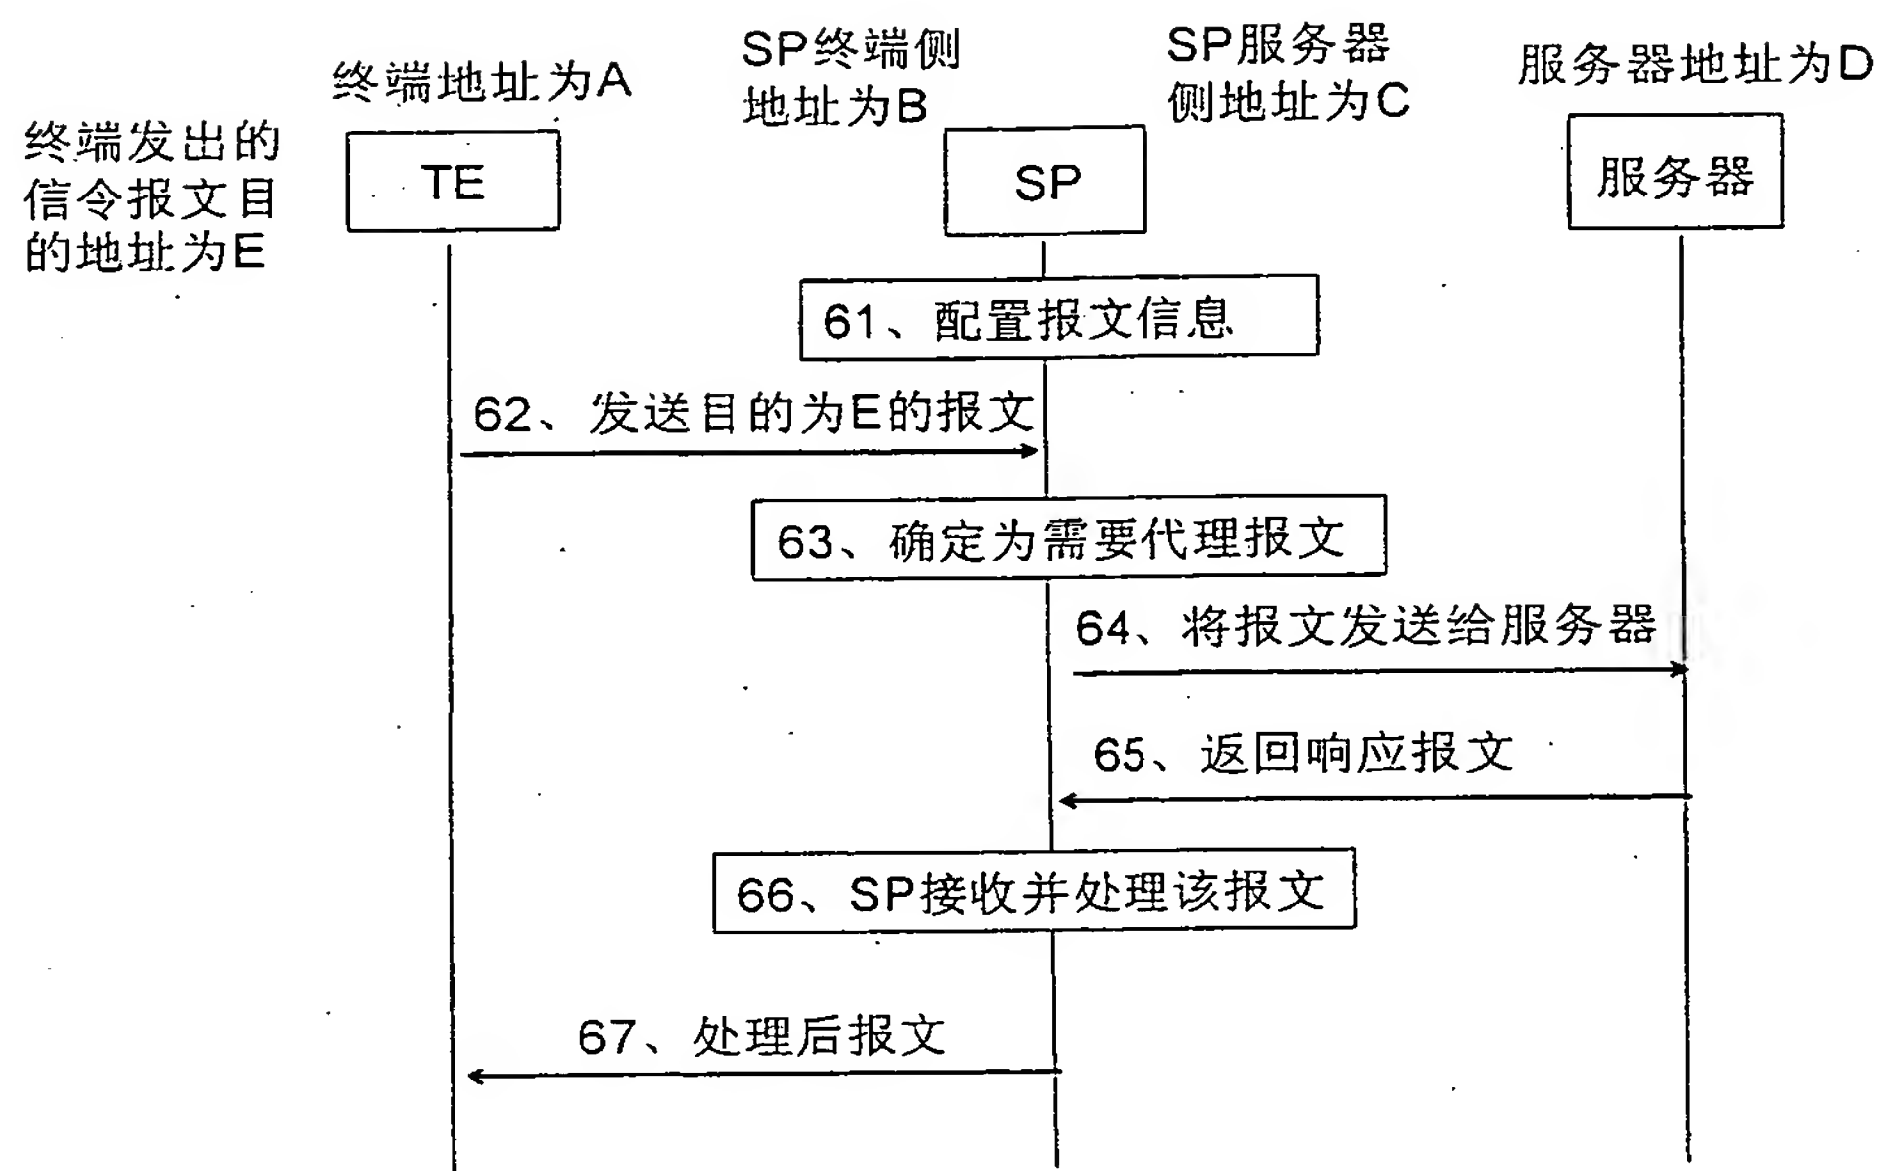 终端发出的
信令报文目
的地址为E
终端地址为A
SP终端侧
地址为B
SP服务器
侧地址为C
服务器地址为D
TE
SP
服务器
61、配置报文信息
62、发送目的为E的报文
63、确定为需要代理报文
64、将报文发送给服务器
65、返回响应报文
66、SP接收并处理该报文
67、处理后报文